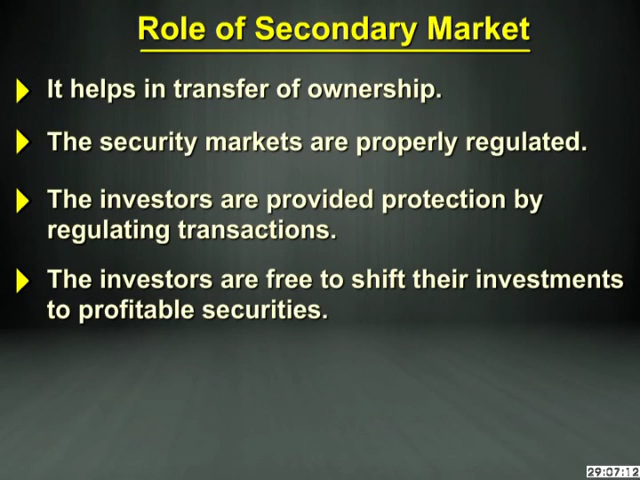 Role of Secondary Market
It helps in transfer of ownership.
The security markets are properly regulated.
The investors are provided protection by
regulating transactions.
The investors are free to shift their investments
to profitable securities.
29:07:12